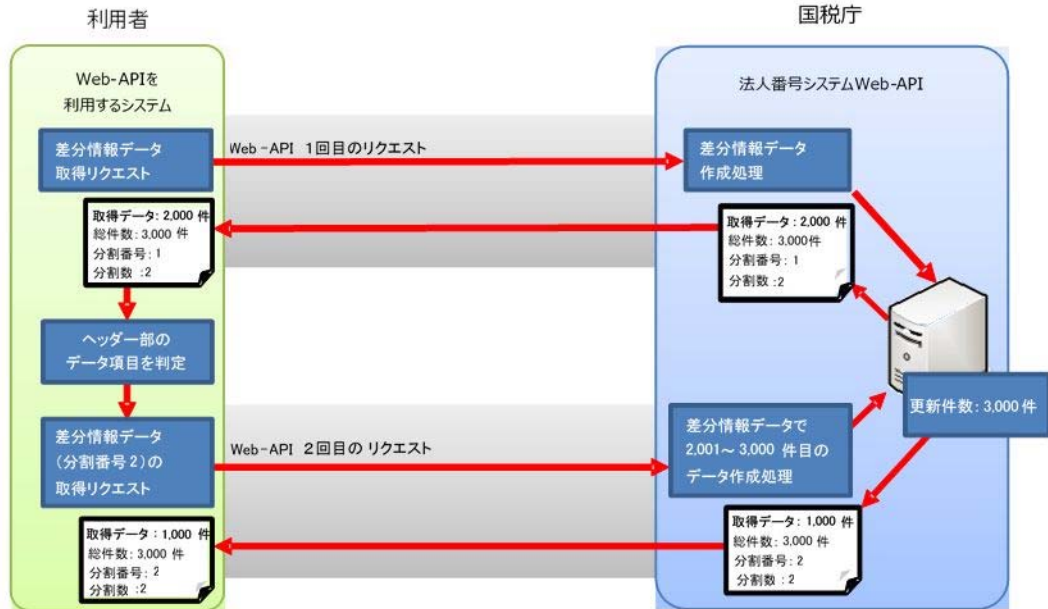 利用者
国税庁
Web-APIを
利用するシステム
法人番号システムWeb-API
差分情報データ
取得リクエスト
Web-API 1回目のリクエスト
差分情報データ
作成処理
取得データ: 2,000 件
総件数: 3,000 件
分割番号: 1
分割数 :2
取得データ: 2,000 件
総件数: 3,000件
分割番号: 1
分割数 :2
ヘッダー部の
データ項目を判定
更新件数: 3,000 件
差分情報データ
(分割番号2)の
取得リクエスト
Web-API 2回目の リクエスト
差分情報データで
2,001～3,000 件目の
データ作成処理
取得データ : 1,000 件
総件数: 3,000 件
分割番号: 2
分割数 :2
取得データ: 1,000 件
総件数: 3,000 件
分割番号: 2
分割数 : 2